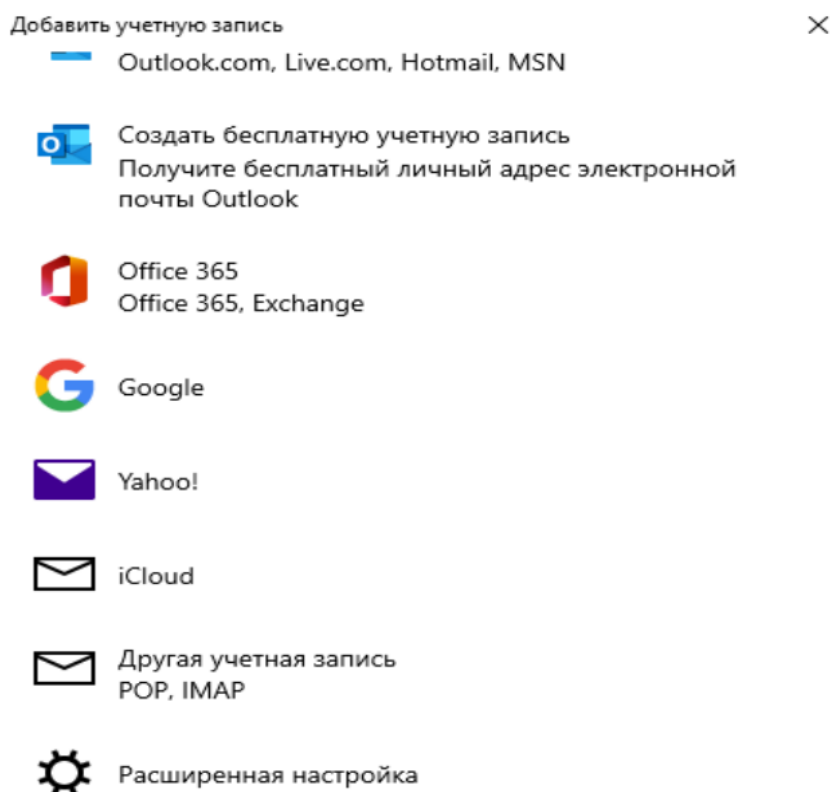 Добавить учетную запись
Outlook.com, Live.com, Hotmail, MSN
Создать бесплатную учетную запись
Получите бесплатный личный адрес электронной
почты Outlook
Office 365
Office 365, Exchange
Google
Yahoo!
iCloud
Другая учетная запись
POP, IMAP
Расширенная настройка